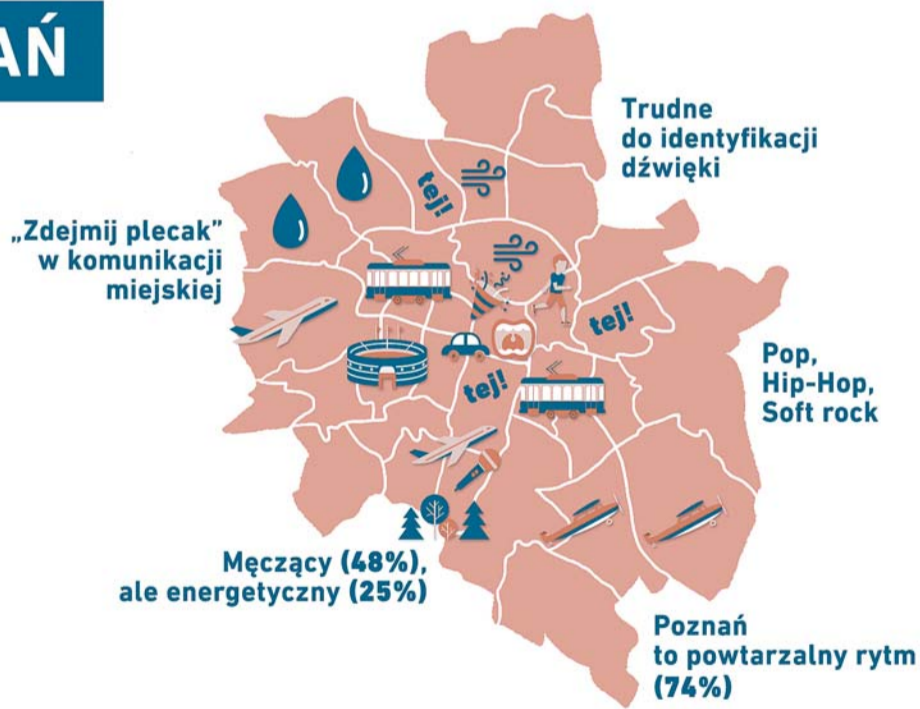 AŃ
Trudne
do identyfikacji
dźwięki
„Zdejmij plecak”
w komunikacji
miejskiej
tej!
tej!
tej!
Pop,
Hip-Hop,
Soft rock
Męczący (48%),
ale energetyczny (25%)
Poznań
to powtarzalny rytm
(74%)